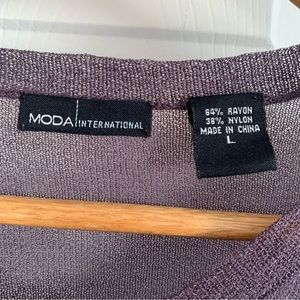 MODA INTERNATIONAL
64% RAYON
36% NYLON
MADE IN CHINA
L